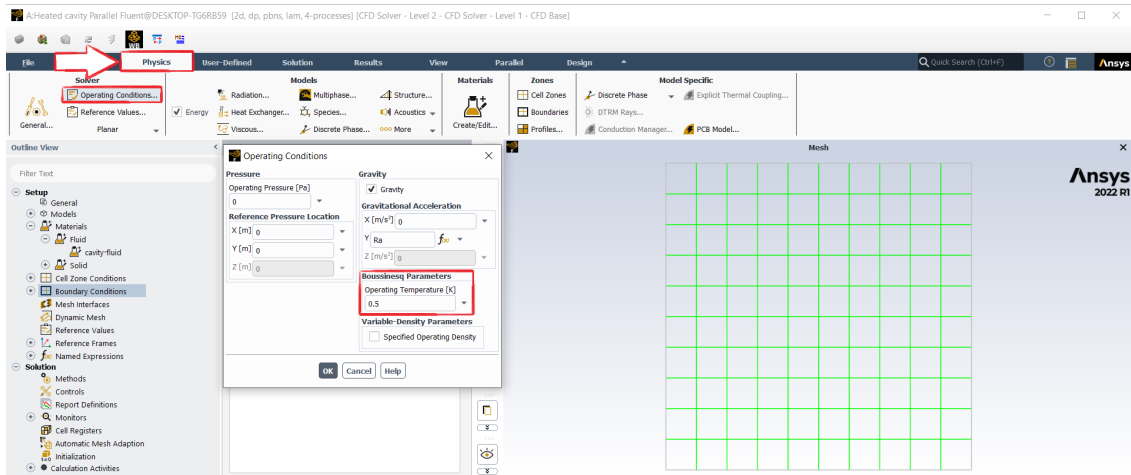 A:Heated cavity Parallel Fluent@DESKTOP-TG6RB59 [2d, dp, pbns, lam, 4-processes] [CFD Solver - Level 2 - CFD Solver - Level 1 - CFD Base]
WB
File Physics User-Defined Solution Results View Parallel Design Quick Search (Ctrl+F) Ansys
Solver Models Materials Zones Model Specific
Operating Conditions... Radiation... Multiphase... Structure... Cell Zones Discrete Phase Explicit Thermal Coupling...
Reference Values... Energy Heat Exchanger... Species... Acoustics Boundaries DTRM Rays...
General... Planar Viscous... Discrete Phase... More Create/Edit... Profiles... Conduction Manager... PCB Model...
Outline View
Filter Text
Setup
General
Models
Materials
Fluid
cavity-fluid
Solid
Cell Zone Conditions
Boundary Conditions
Mesh Interfaces
Dynamic Mesh
Reference Values
Reference Frames
Named Expressions
Solution
Methods
Controls
Report Definitions
Monitors
Cell Registers
Automatic Mesh Adaption
Initialization
Calculation Activities
Operating Conditions
Pressure
Operating Pressure [Pa]
0
Reference Pressure Location
X [m] 0
Y [m] 0
Z [m] 0
Gravity
Gravity
Gravitational Acceleration
X [m/s²] 0
Y Ra
Z [m/s²] 0
Boussinesq Parameters
Operating Temperature [K]
0.5
Variable-Density Parameters
Specified Operating Density
OK Cancel Help
Mesh
Ansys
2022 R1